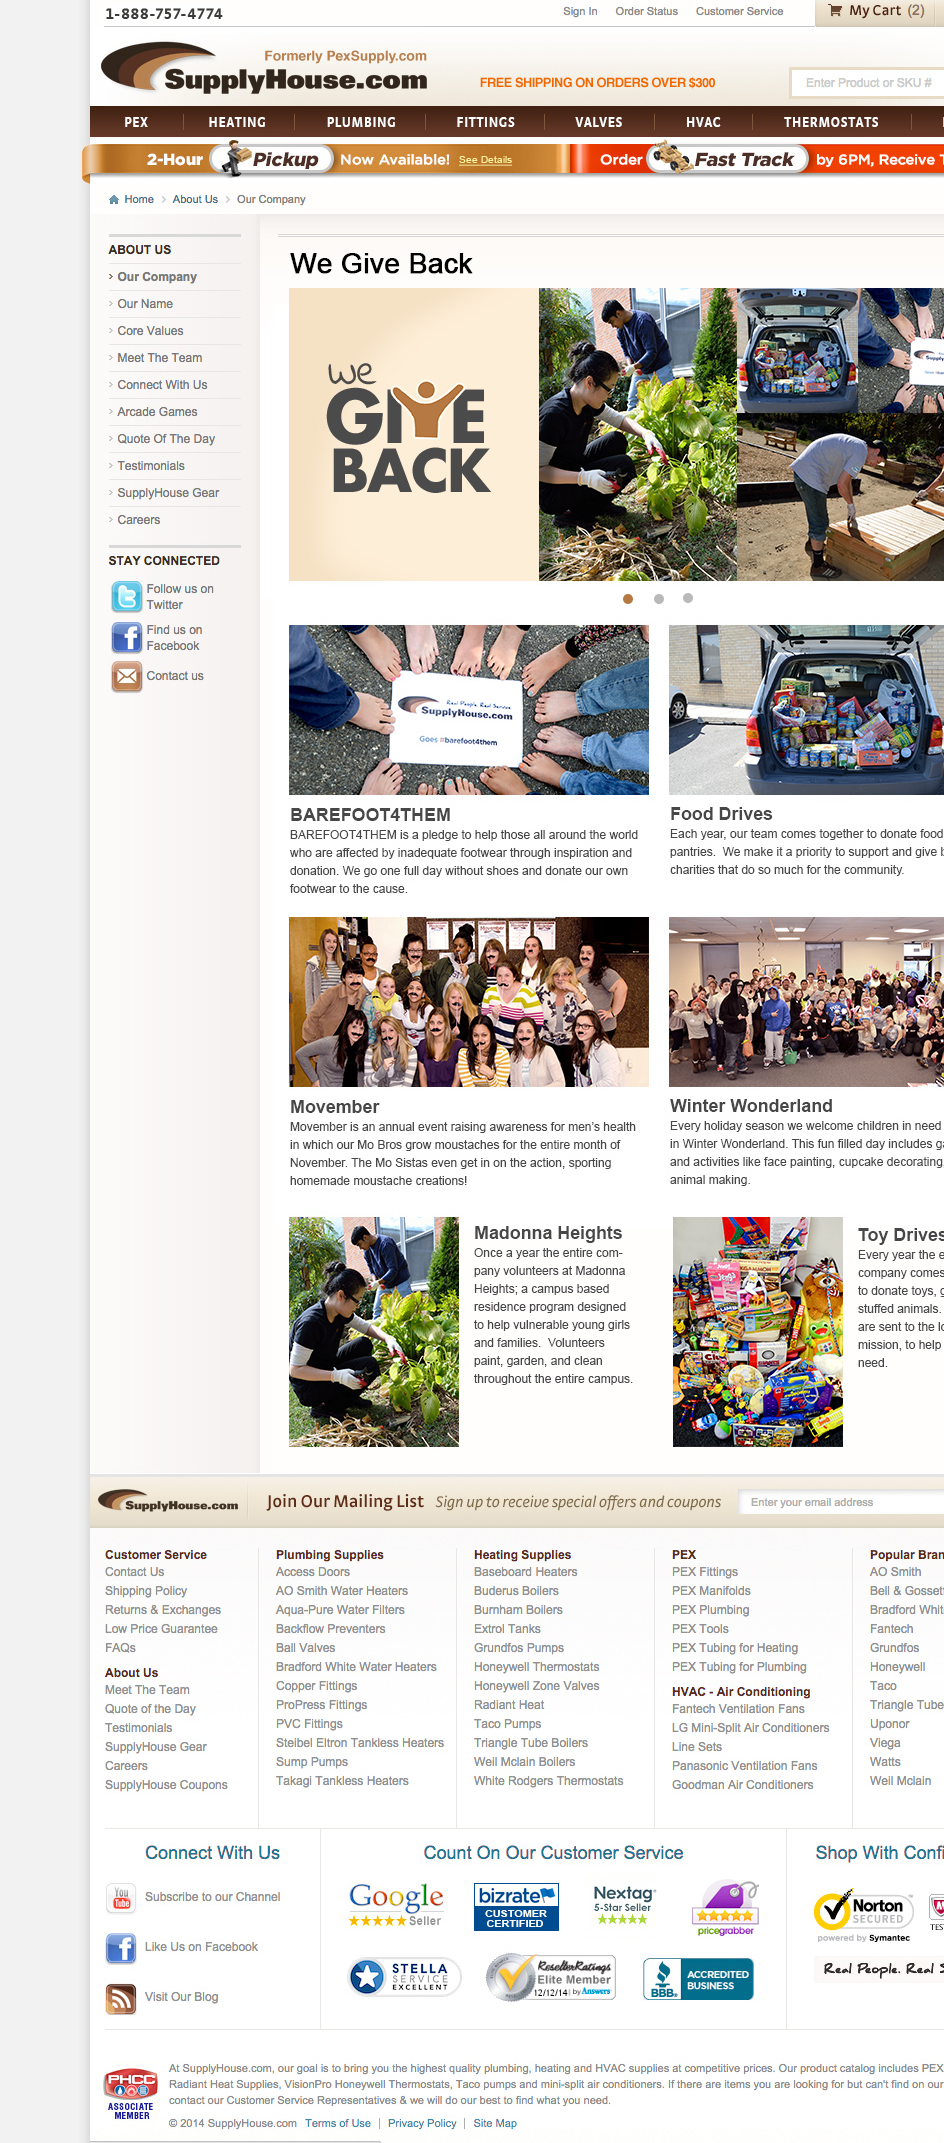 1-888-757-4774
Sign In Order Status Customer Service My Cart (2)
Formerly PexSupply.com
SupplyHouse.com
FREE SHIPPING ON ORDERS OVER $300
Enter Product or SKU #
PEX HEATING PLUMBING FITTINGS VALVES HVAC THERMOSTATS
2-Hour Pickup Now Available! See Details
Order Fast Track by 6PM, Receive
Home > About Us > Our Company
ABOUT US
Our Company
Our Name
Core Values
Meet The Team
Connect With Us
Arcade Games
Quote Of The Day
Testimonials
SupplyHouse Gear
Careers
STAY CONNECTED
Follow us on
Twitter
Find us on
Facebook
Contact us
We Give Back
We
GIVE
BACK
Real People. Real Service
SupplyHouse.com
Goes #barefoot4them
BAREFOOT4THEM
BAREFOOT4THEM is a pledge to help those all around the world
who are affected by inadequate footwear through inspiration and
donation. We go one full day without shoes and donate our own
footwear to the cause.
Food Drives
Each year, our team comes together to donate food
pantries. We make it a priority to support and give
charities that do so much for the community.
Movember
Movember is an annual event raising awareness for men's health
in which our Mo Bros grow moustaches for the entire month of
November. The Mo Sistas even get in on the action, sporting
homemade moustache creations!
Winter Wonderland
Every holiday season we welcome children in need
in Winter Wonderland. This fun filled day includes
and activities like face painting, cupcake decorating,
animal making.
Madonna Heights
Once a year the entire com-
pany volunteers at Madonna
Heights; a campus based
residence program designed
to help vulnerable young girls
and families. Volunteers
paint, garden, and clean
throughout the entire campus.
Toy Drives
Every year the
company comes
to donate toys,
stuffed animals.
are sent to the
mission, to help
need.
SupplyHouse.com
Join Our Mailing List Sign up to receive special offers and coupons
Enter your email address
Customer Service
Contact Us
Shipping Policy
Returns & Exchanges
Low Price Guarantee
FAQs
About Us
Meet The Team
Quote of the Day
Testimonials
SupplyHouse Gear
Careers
SupplyHouse Coupons
Plumbing Supplies
Access Doors
AO Smith Water Heaters
Aqua-Pure Water Filters
Backflow Preventers
Ball Valves
Bradford White Water Heaters
Copper Fittings
ProPress Fittings
PVC Fittings
Steibel Eltron Tankless Heaters
Sump Pumps
Takagi Tankless Heaters
Heating Supplies
Baseboard Heaters
Buderus Boilers
Burnham Boilers
Extrol Tanks
Grundfos Pumps
Honeywell Thermostats
Honeywell Zone Valves
Radiant Heat
Taco Pumps
Triangle Tube Boilers
Weil Mclain Boilers
White Rodgers Thermostats
PEX
PEX Fittings
PEX Manifolds
PEX Plumbing
PEX Tools
PEX Tubing for Heating
PEX Tubing for Plumbing
HVAC - Air Conditioning
Fantech Ventilation Fans
LG Mini-Split Air Conditioners
Line Sets
Panasonic Ventilation Fans
Goodman Air Conditioners
Popular Bran
AO Smith
Bell & Gosset
Bradford Whit
Fantech
Grundfos
Honeywell
Taco
Triangle Tube
Uponor
Viega
Watts
Weil Mclain
Connect With Us
You Tube Subscribe to our Channel
Like Us on Facebook
Visit Our Blog
Count On Our Customer Service
Google
Seller
bizrate
CUSTOMER
CERTIFIED
Nextag
5-Star Seller
pricegrabber
STELLA
SERVICE
EXCELLENT
ResellerRatings
Elite Member
12/12/14 by Answers
BBB
ACCREDITED
BUSINESS
Shop With Confi
Norton
SECURED
powered by Symantec
TES
Real People. Real S
PHCC
ASSOCIATE
MEMBER
At SupplyHouse.com, our goal is to bring you the highest quality plumbing, heating and HVAC supplies at competitive prices. Our product catalog includes PEX
Radiant Heat Supplies, VisionPro Honeywell Thermostats, Taco pumps and mini-split air conditioners. If there are items you are looking for but can't find on our
contact our Customer Service Representatives & we will do our best to find what you need.
© 2014 SupplyHouse.com Terms of Use | Privacy Policy | Site Map